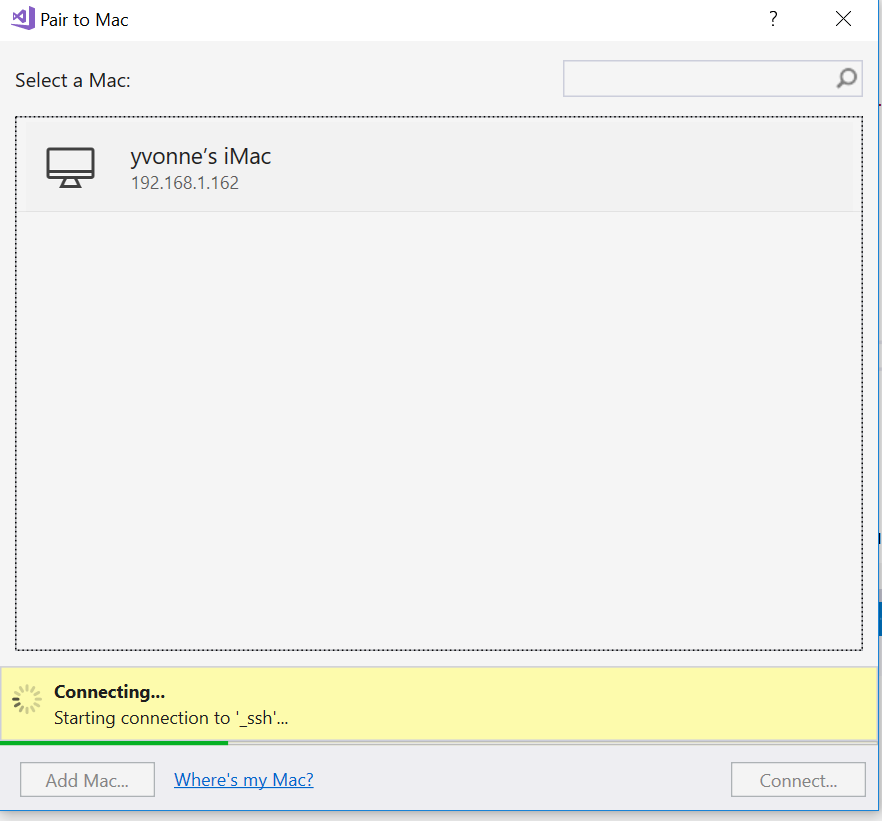 Pair to Mac
?
Select a Mac:
yvonne’s iMac
192.168.1.162
Connecting...
Starting connection to '_ssh'...
Add Mac...
Where's my Mac?
Connect...